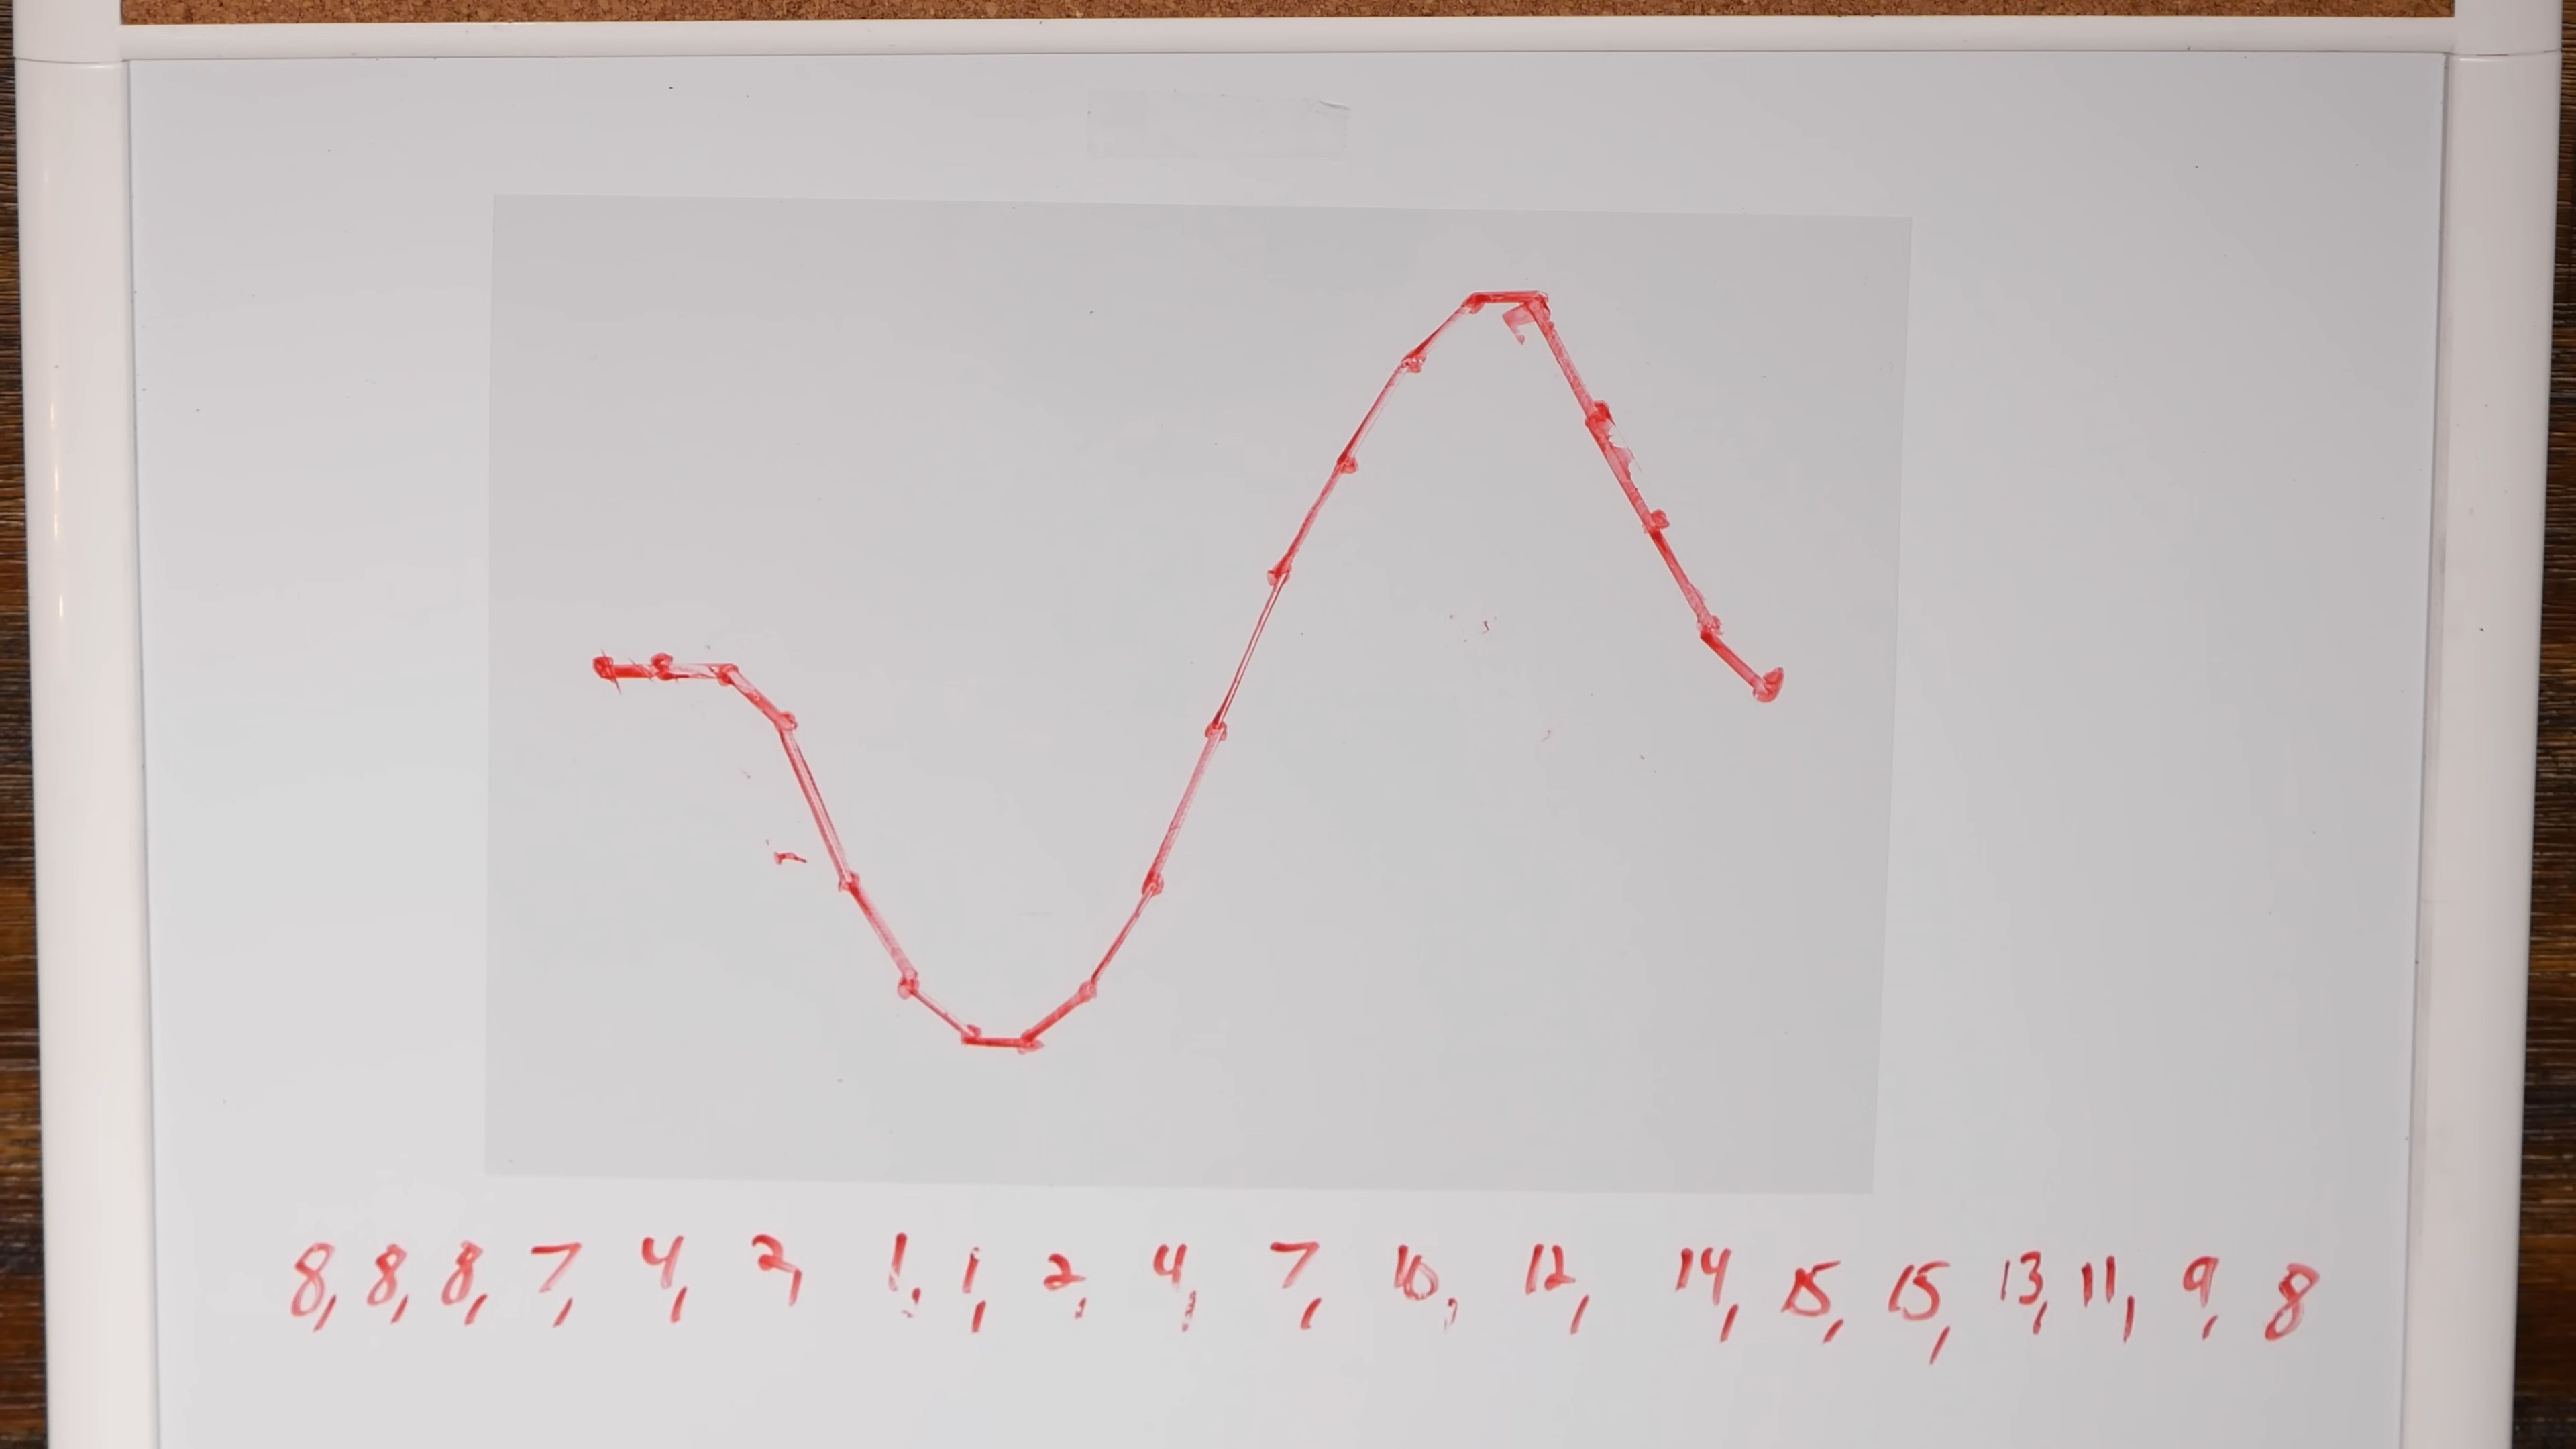 8, 8, 8, 7, 4, 2, 1, 1, 2, 4, 7, 10, 12, 14, 15, 15, 13, 11, 9, 8